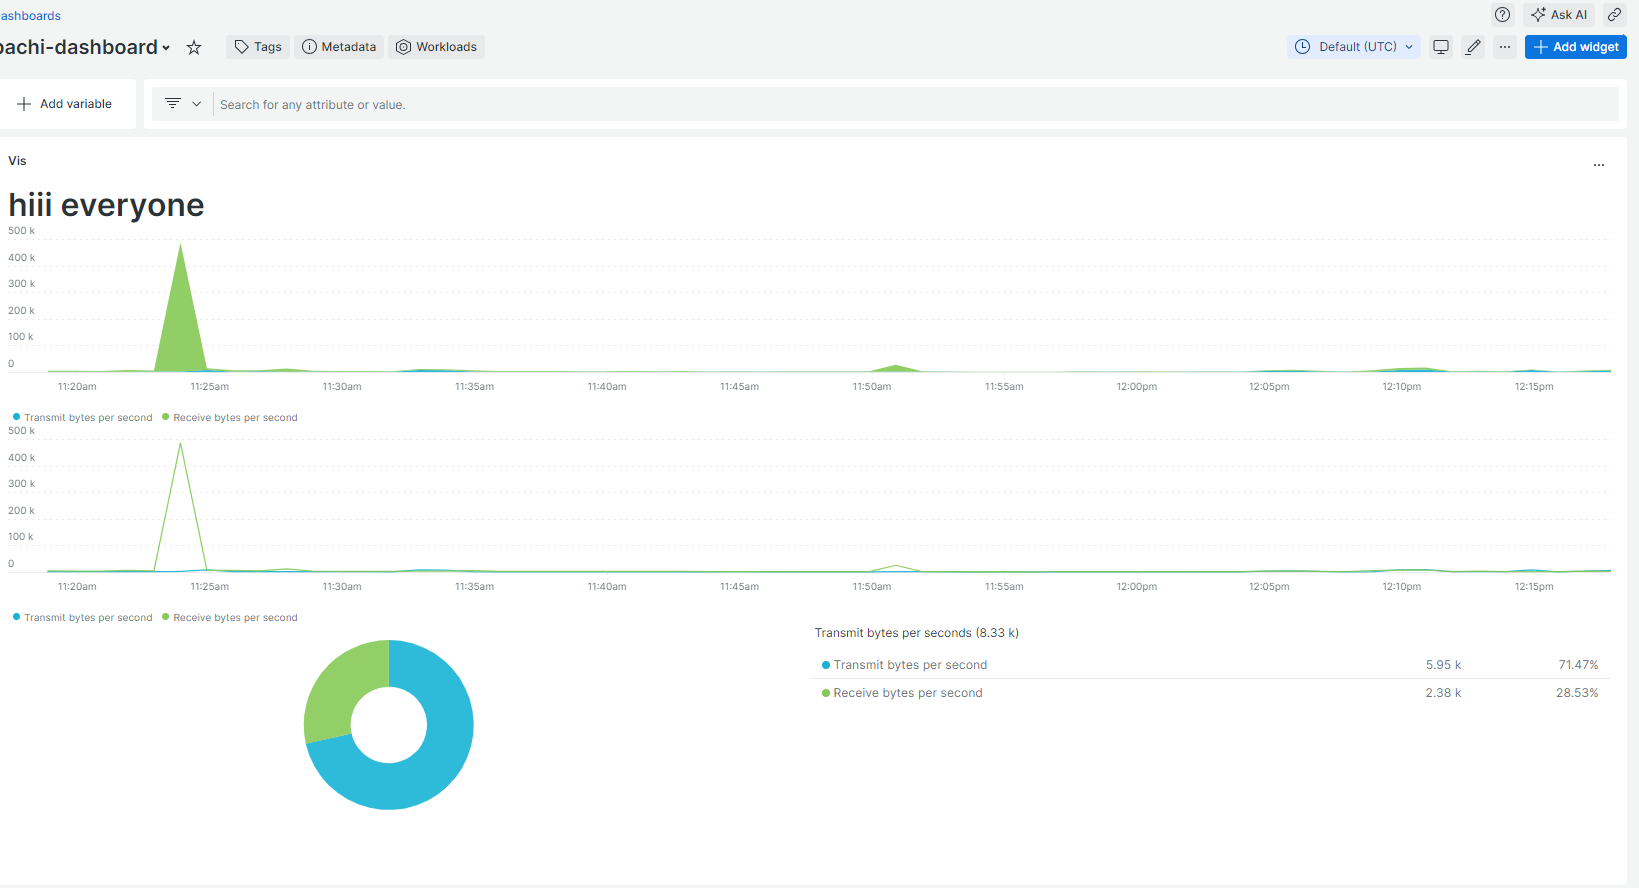 ashboards
Ask AI
pachi-dashboard
Tags
Metadata
Workloads
Default (UTC)
Add widget
Add variable
Search for any attribute or value.
Vis
hiii everyone
500 k
400 k
300 k
200 k
100 k
0
11:20am 11:25am 11:30am 11:35am 11:40am 11:45am 11:50am 11:55am 12:00pm 12:05pm 12:10pm 12:15pm
Transmit bytes per second Receive bytes per second
500 k
400 k
300 k
200 k
100 k
0
11:20am 11:25am 11:30am 11:35am 11:40am 11:45am 11:50am 11:55am 12:00pm 12:05pm 12:10pm 12:15pm
Transmit bytes per second Receive bytes per second
Transmit bytes per seconds (8.33 k)
Transmit bytes per second 5.95 k 71.47%
Receive bytes per second 2.38 k 28.53%